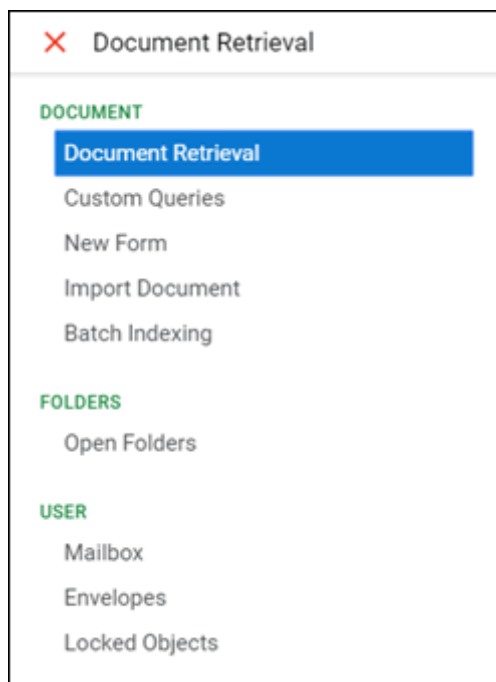 Document Retrieval
DOCUMENT
Document Retrieval
Custom Queries
New Form
Import Document
Batch Indexing
FOLDERS
Open Folders
USER
Mailbox
Envelopes
Locked Objects